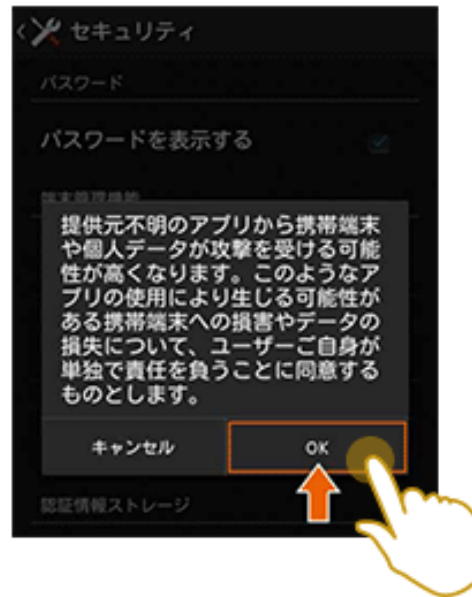 セキュリティ
パスワード
パスワードを表示する
端末管理機能
提供元不明のアプリから携帯端末
や個人データが攻撃を受ける可能
性が高くなります。このようなア
プリの使用により生じる可能性が
ある携帯端末への損害やデータの
損失について、ユーザーご自身が
単独で責任を負うことに同意する
ものとします。
キャンセル OK
認証情報ストレージ